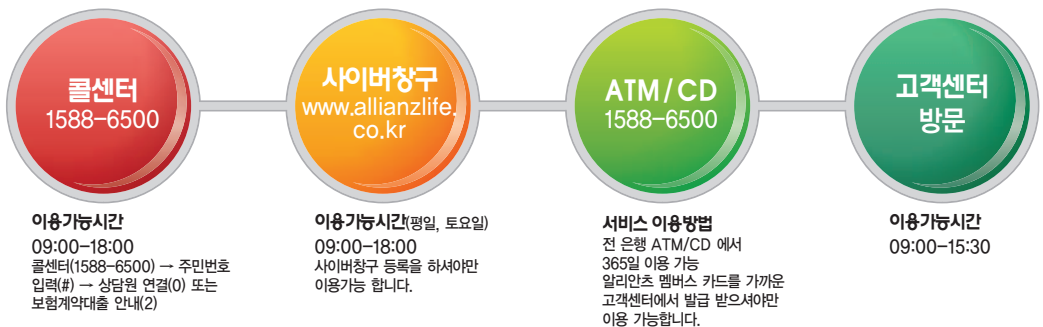 콜센터
1588-6500
사이버창구
www.allianzlife.
co.kr
ATM/CD
1588-6500
고객센터
방문
이용가능시간
09:00-18:00
콜센터(1588-6500) → 주민번호
입력(#) → 상담원 연결(0) 또는
보험계약대출 안내(2)
이용가능시간(평일, 토요일)
09:00-18:00
사이버창구 등록을 하셔야만
이용가능 합니다.
서비스 이용방법
전 은행 ATM/CD 에서
365일 이용 가능
알리안츠 멤버스 카드를 가까운
고객센터에서 발급 받으셔야만
이용 가능합니다.
이용가능시간
09:00-15:30